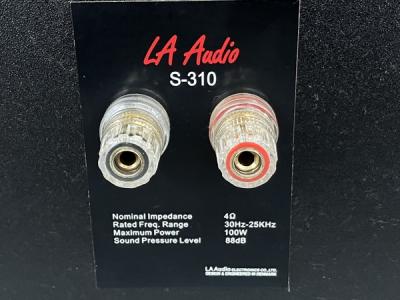 LA Audio
S-310
Nominal Impedance 4Ω
Rated Freq. Range 30Hz-25KHz
Maximum Power 100W
Sound Pressure Level 88dB
LA Audio ELECTRONICS CO.,LTD.
DESIGN & ENGINEERED IN DENMARK